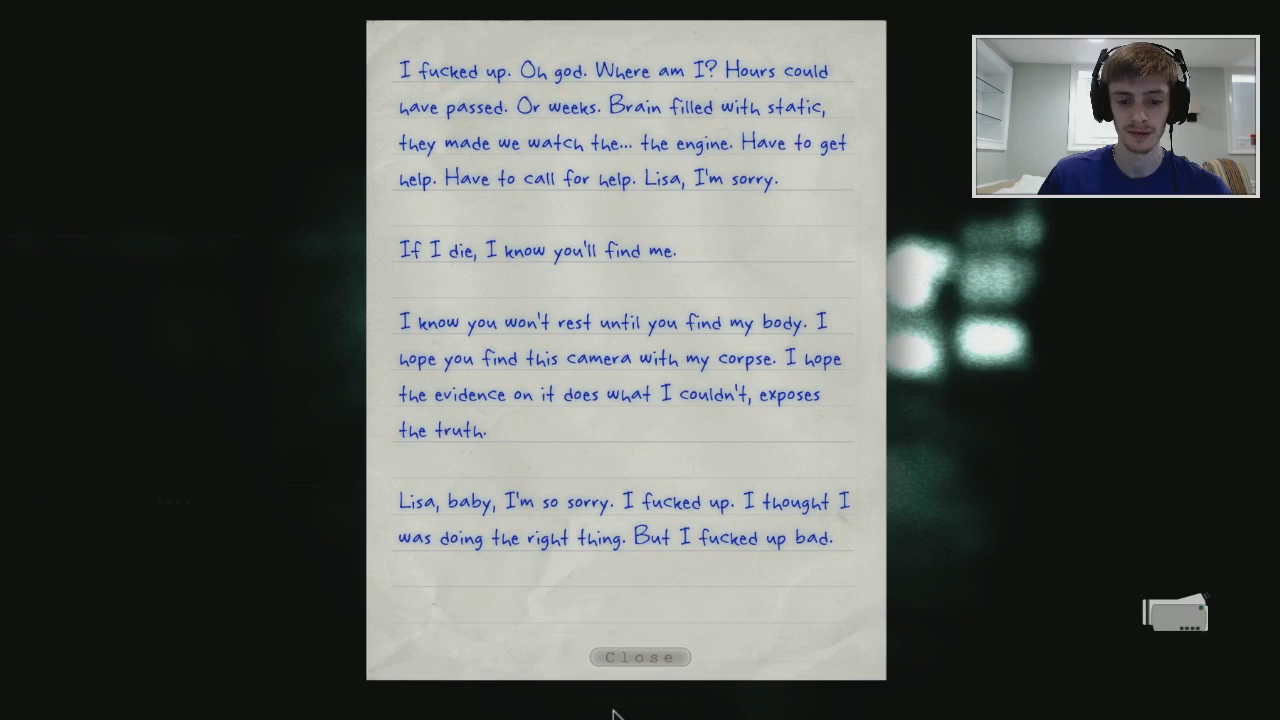 I fucked up. Oh god. Where am I? Hours could
have passed. Or weeks. Brain filled with static,
they made we watch the... the engine. Have to get
help. Have to call for help. Lisa, I'm sorry.
If I die, I know you'll find me.
I know you won't rest until you find my body. I
hope you find this camera with my corpse. I hope
the evidence on it does what I couldn't, exposes
the truth.
Lisa, baby, I'm so sorry. I fucked up. I thought I
was doing the right thing. But I fucked up bad.
Close